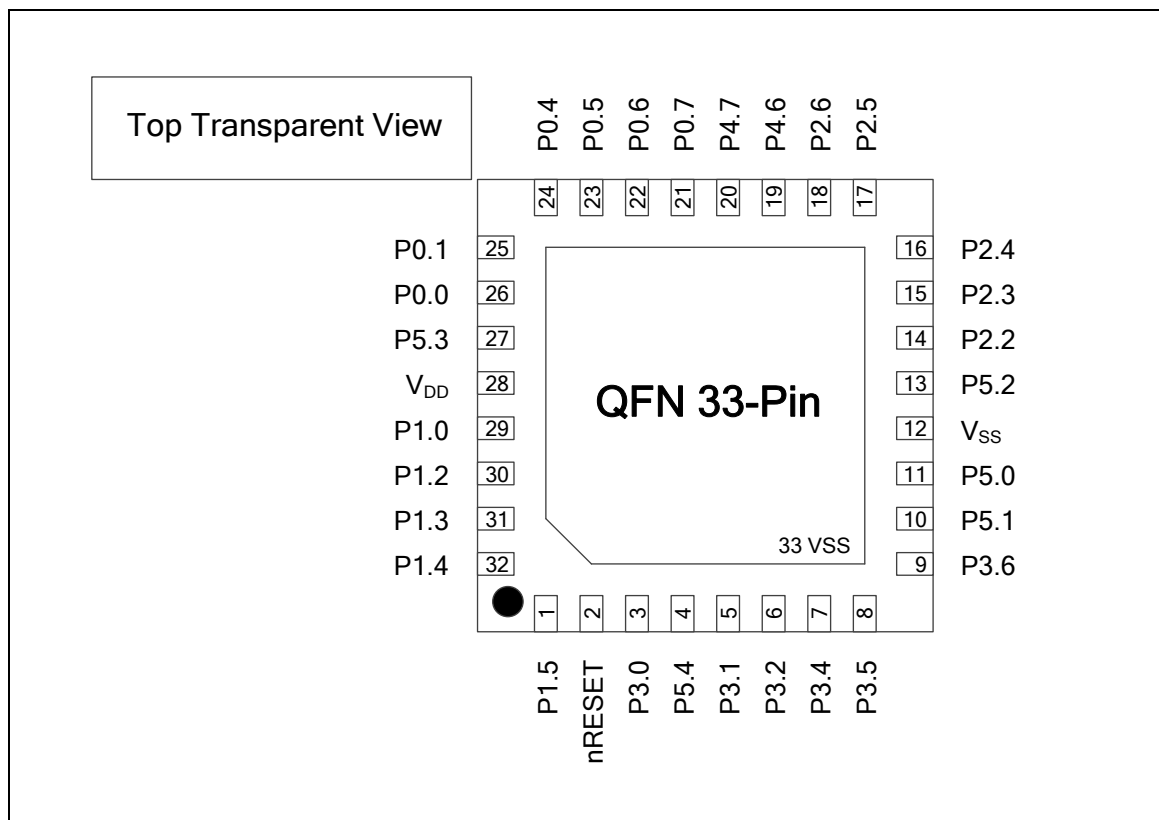 Top Transparent View
P0.4 P0.5 P0.6 P0.7 P4.7 P4.6 P2.6 P2.5
24 23 22 21 20 19 18 17
P0.1 25 16 P2.4
P0.0 26 15 P2.3
P5.3 27 14 P2.2
VDD 28 13 P5.2
QFN 33-Pin
P1.0 29 12 VSS
P1.2 30 11 P5.0
P1.3 31 10 P5.1
33 VSS
P1.4 32 9 P3.6
1 2 3 4 5 6 7 8
P1.5 nRESET P3.0 P5.4 P3.1 P3.2 P3.4 P3.5